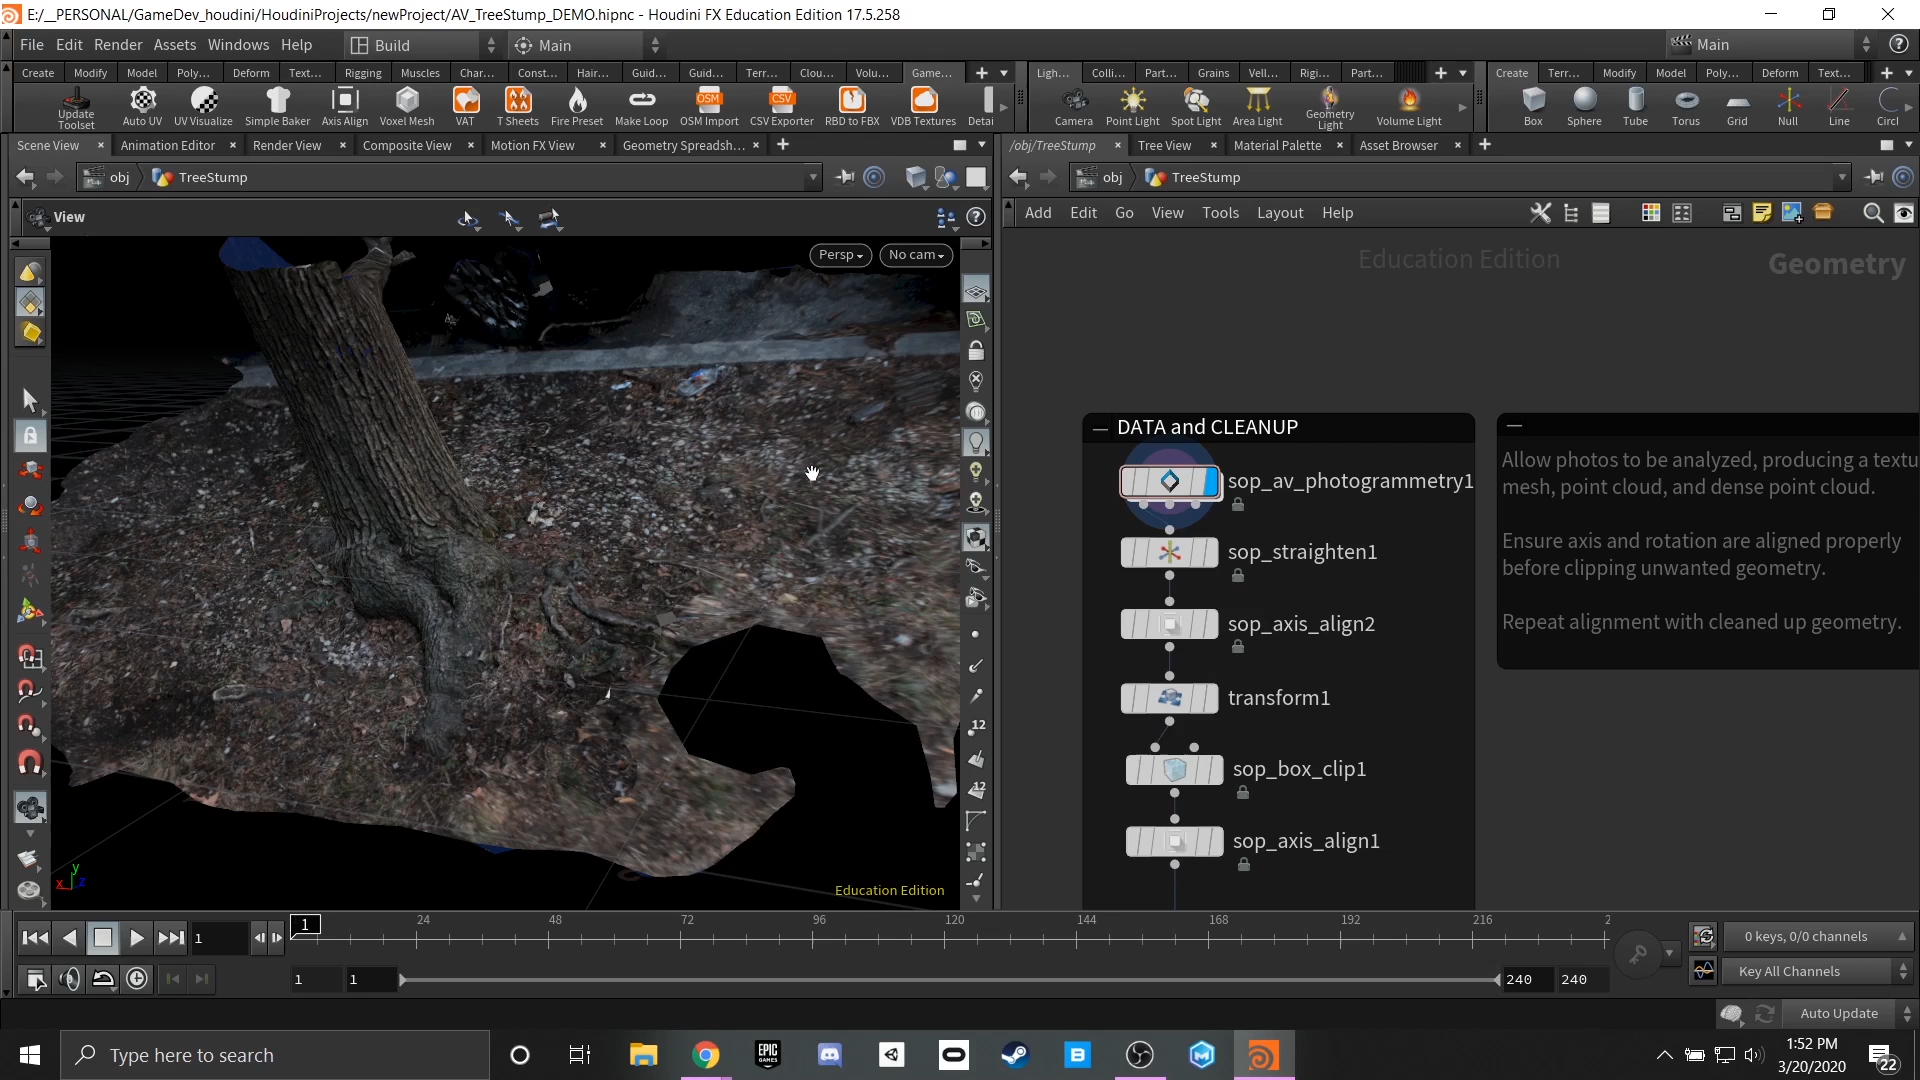 E:/__PERSONAL/GameDev_houdini/HoudiniProjects/newProject/AV_TreeStump_DEMO.hipnc - Houdini FX Education Edition 17.5.258
File Edit Render Assets Windows Help Build Main Main
Create Modify Model Poly... Deform Text... Rigging Muscles Char... Const... Hair... Guid... Guid... Terr... Clou... Volu... Game... Ligh... Colli... Part... Grains Vell... Rigi... Part... Create Terr... Modify Model Poly... Deform Text...
Update Toolset Auto UV UV Visualize Simple Baker Axis Align Voxel Mesh VAT T Sheets Fire Preset Make Loop OSM Import CSV Exporter RBD to FBX VDB Textures Detai Camera Point Light Spot Light Area Light Geometry Light Volume Light Box Sphere Tube Torus Grid Null Line Circl
Scene View Animation Editor Render View Composite View Motion FX View Geometry Spreadsh... /obj/TreeStump Tree View Material Palette Asset Browser
obj TreeStump obj TreeStump
View Add Edit Go View Tools Layout Help
Persp No cam
Education Edition Geometry
DATA and CLEANUP
sop_av_photogrammetry1
sop_straighten1
sop_axis_align2
transform1
sop_box_clip1
sop_axis_align1
Allow photos to be analyzed, producing a textu
mesh, point cloud, and dense point cloud.
Ensure axis and rotation are aligned properly
before clipping unwanted geometry.
Repeat alignment with cleaned up geometry.
12
12
y
x z
Education Edition
1 1 24 48 72 96 120 144 168 192 216 2
0 keys, 0/0 channels
1 1 240 240 Key All Channels
Auto Update
Type here to search
1:52 PM
3/20/2020
22